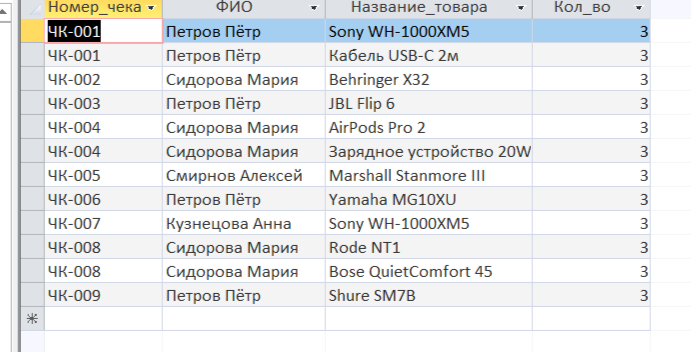 Номер_чека ФИО Название_товара Кол_во
ЧК-001 Петров Пётр Sony WH-1000XM5 3
ЧК-001 Петров Пётр Кабель USB-C 2м 3
ЧК-002 Сидорова Мария Behringer X32 3
ЧК-003 Петров Пётр JBL Flip 6 3
ЧК-004 Сидорова Мария AirPods Pro 2 3
ЧК-004 Сидорова Мария Зарядное устройство 20W 3
ЧК-005 Смирнов Алексей Marshall Stanmore III 3
ЧК-006 Петров Пётр Yamaha MG10XU 3
ЧК-007 Кузнецова Анна Sony WH-1000XM5 3
ЧК-008 Сидорова Мария Rode NT1 3
ЧК-008 Сидорова Мария Bose QuietComfort 45 3
ЧК-009 Петров Пётр Shure SM7B 3